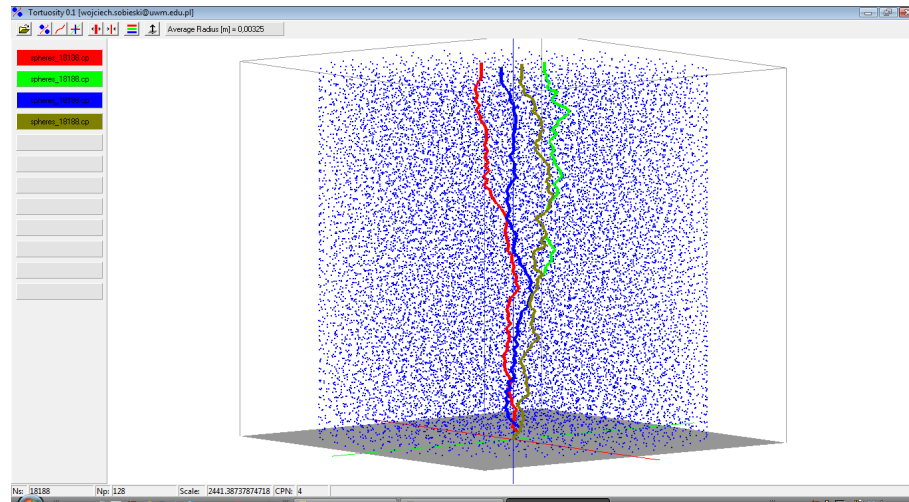 Tortuosity 0.1 [wojciech.sobieski@uwm.edu.pl]
Average Radius [m] = 0,00325
spheres_18188.cp
spheres_18188.cp
spheres_18188.cp
spheres_18188.cp
Ns: 18188 Np: 128 Scale: 2441.38737874718 CPN: 4